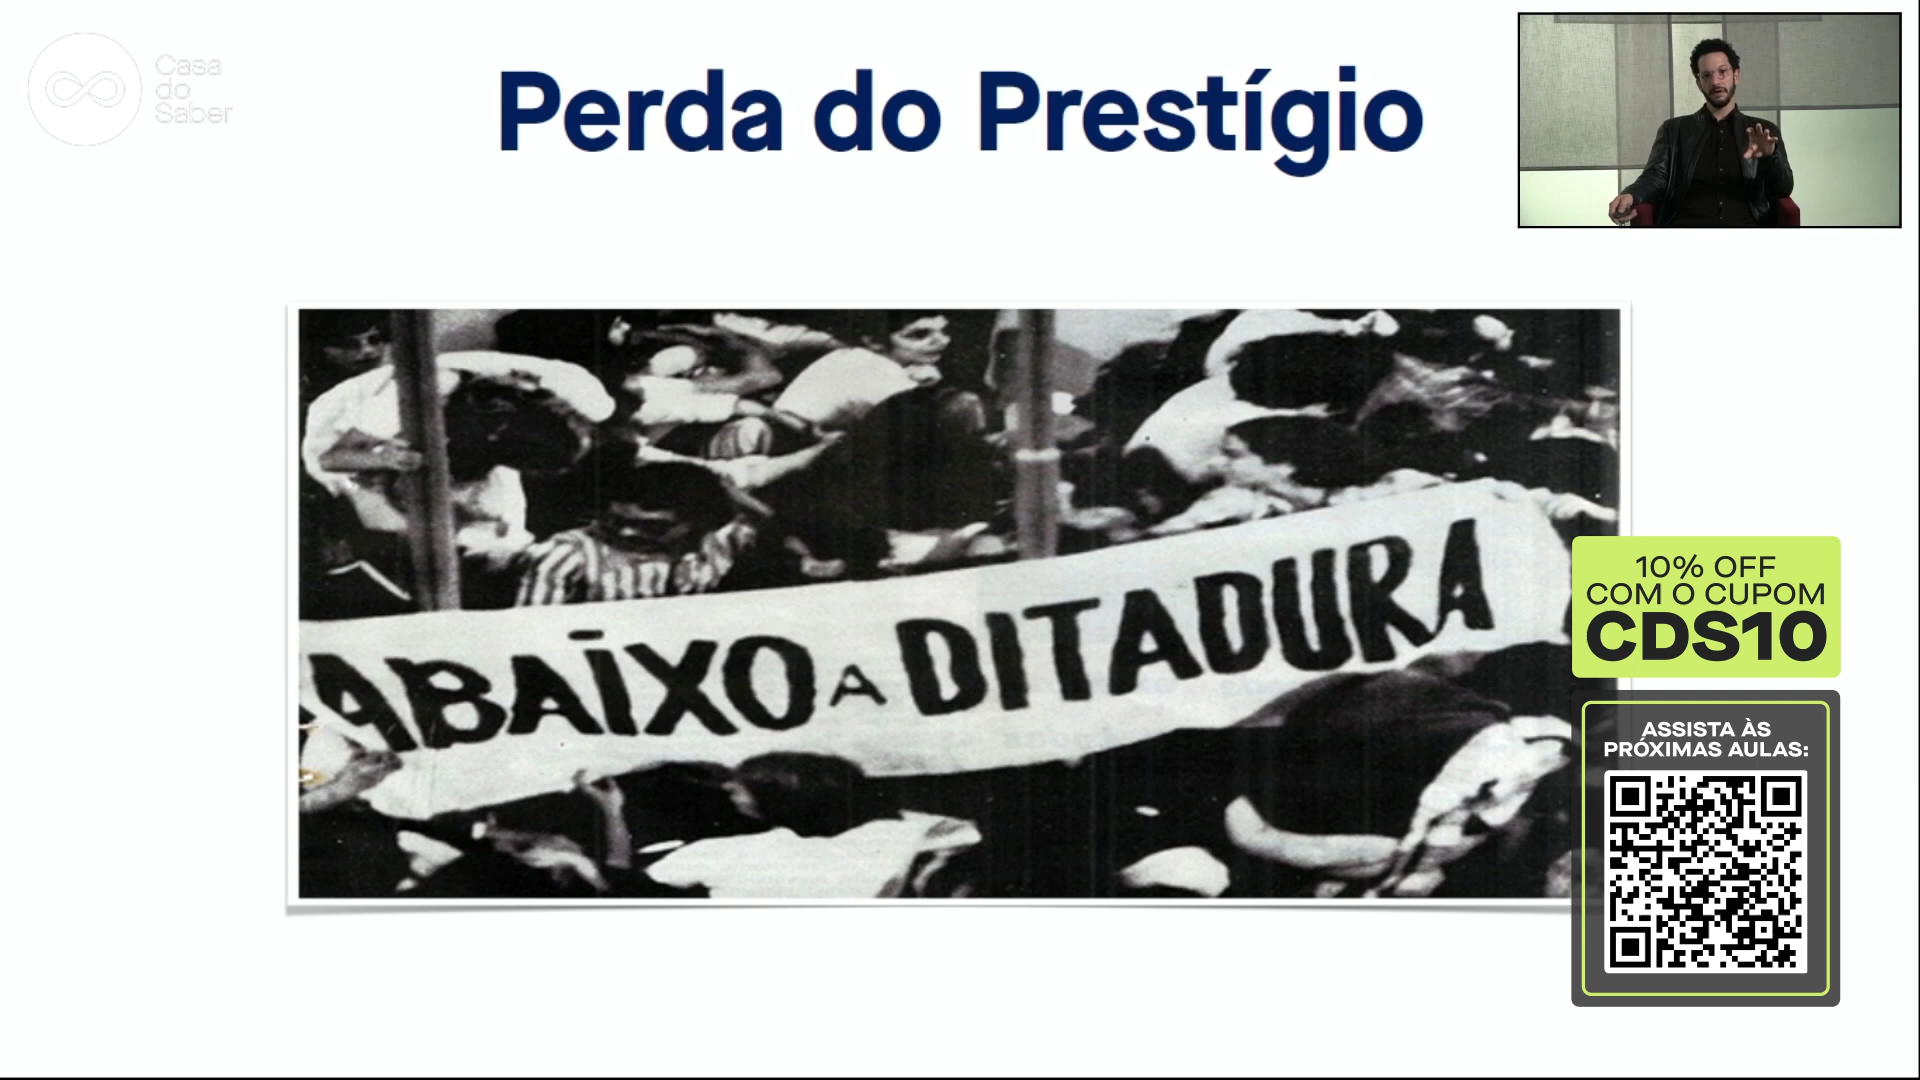 Casa
do
Saber
Perda do Prestígio
ABAIXO A DITADURA
10% OFF
COM O CUPOM
CDS10
ASSISTA ÀS
PRÓXIMAS AULAS: